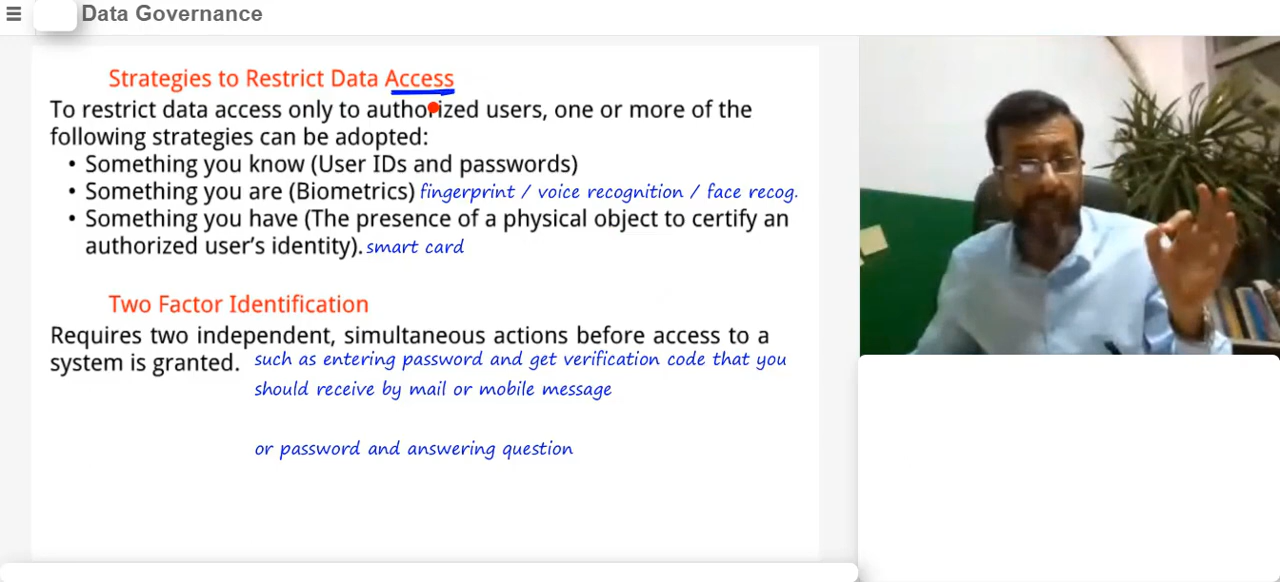 Data Governance
Strategies to Restrict Data Access
To restrict data access only to authorized users, one or more of the
following strategies can be adopted:
• Something you know (User IDs and passwords)
• Something you are (Biometrics) fingerprint / voice recognition / face recog.
• Something you have (The presence of a physical object to certify an
authorized user's identity). smart card
Two Factor Identification
Requires two independent, simultaneous actions before access to a
system is granted. such as entering password and get verification code that you
should receive by mail or mobile message
or password and answering question